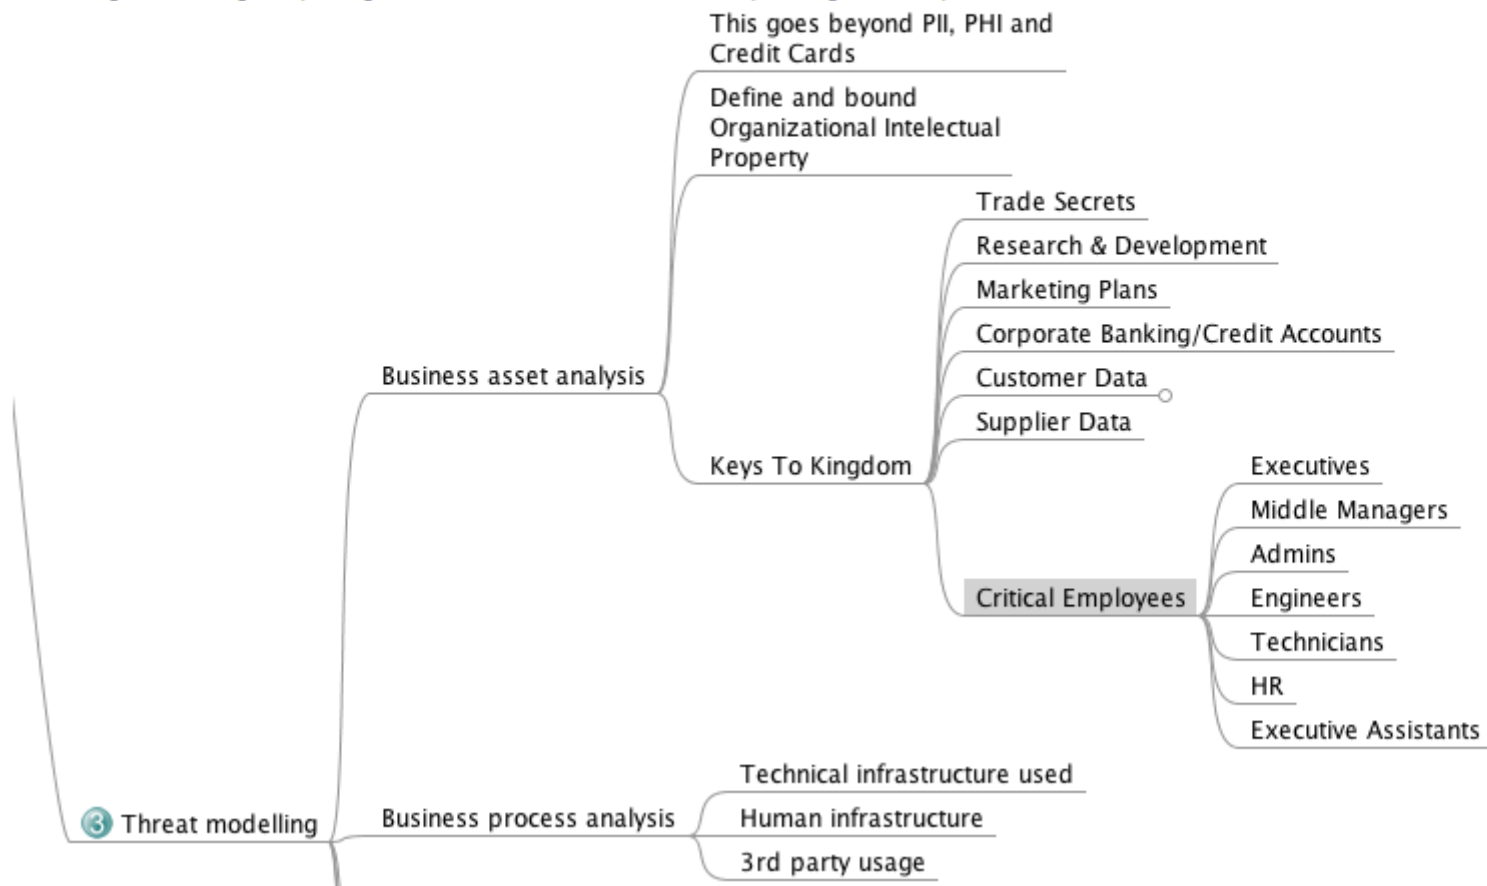 This goes beyond PII, PHI and
Credit Cards
Define and bound
Organizational Intelectual
Property
Trade Secrets
Research & Development
Marketing Plans
Corporate Banking/Credit Accounts
Business asset analysis
Customer Data
Supplier Data
Keys To Kingdom
Executives
Middle Managers
Admins
Critical Employees
Engineers
Technicians
HR
Executive Assistants
Technical infrastructure used
3 Threat modelling
Business process analysis
Human infrastructure
3rd party usage